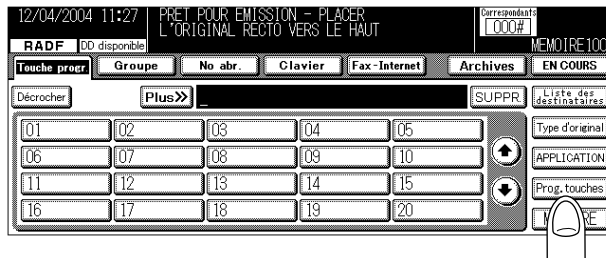 12/04/2004 11:27 PRET POUR EMISSION - PLACER
L'ORIGINAL RECTO VERS LE HAUT
Correspondants
000#
RADF DD disponible MEMOIRE100
Touche progr Groupe No abr. Clavier Fax-Internet Archives EN COURS
Décrocher Plus>> _ SUPPR. Liste des destinataires
01 02 03 04 05 Type d'original
06 07 08 09 10 APPLICATION
11 12 13 14 15 Prog.touches
16 17 18 19 20